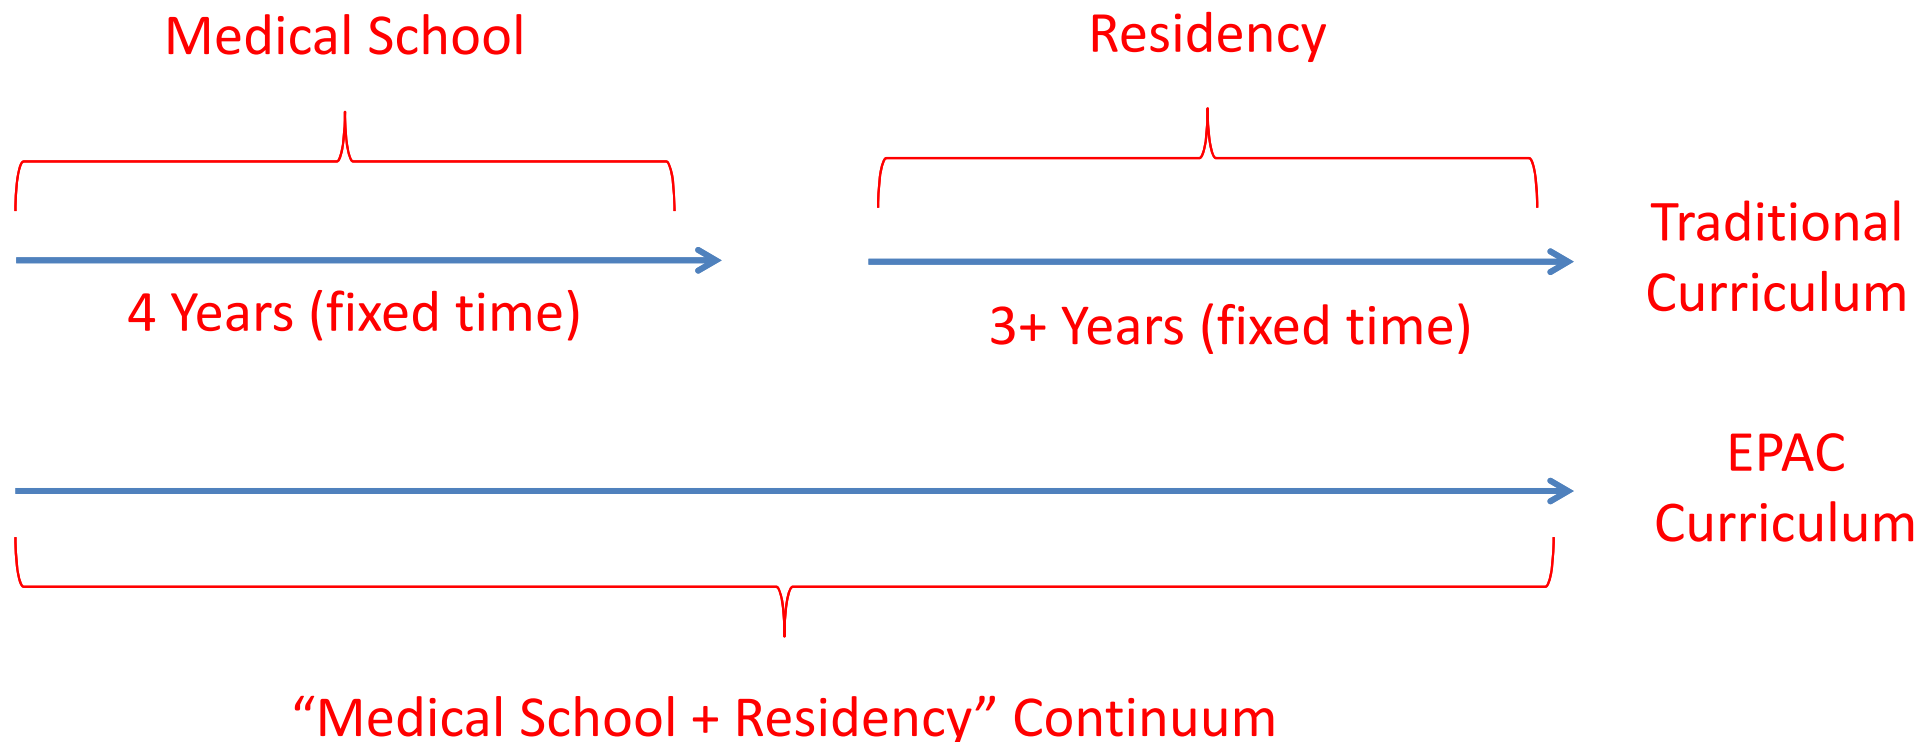 Medical School
Residency
Traditional
Curriculum
4 Years (fixed time)
3+ Years (fixed time)
EPAC
Curriculum
“Medical School + Residency” Continuum